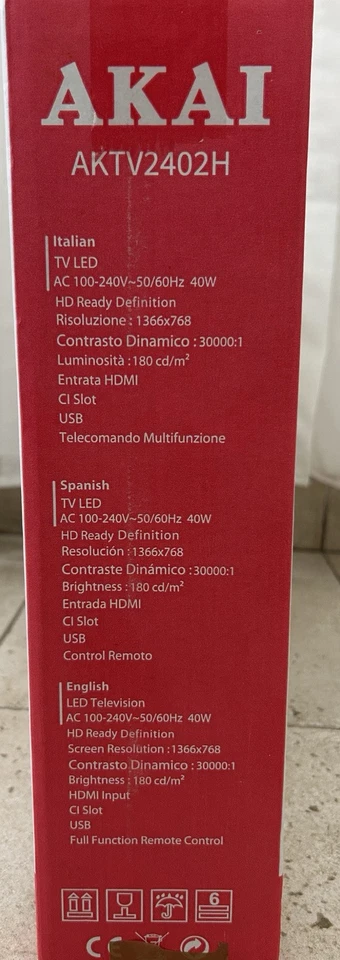 AKAI
AKTV2402H
Italian
TV LED
AC 100-240V~50/60Hz 40W
HD Ready Definition
Risoluzione : 1366x768
Contrasto Dinamico : 30000:1
Luminosità : 180 cd/m²
Entrata HDMI
CI Slot
USB
Telecomando Multifunzione
Spanish
TV LED
AC 100-240V~50/60Hz 40W
HD Ready Definition
Resolución : 1366x768
Contraste Dinámico : 30000:1
Brightness : 180 cd/m²
Entrada HDMI
CI Slot
USB
Control Remoto
English
LED Television
AC 100-240V~50/60Hz 40W
HD Ready Definition
Screen Resolution : 1366x768
Contrasto Dinamico : 30000:1
Brightness : 180 cd/m²
HDMI Input
CI Slot
USB
Full Function Remote Control
6
CE